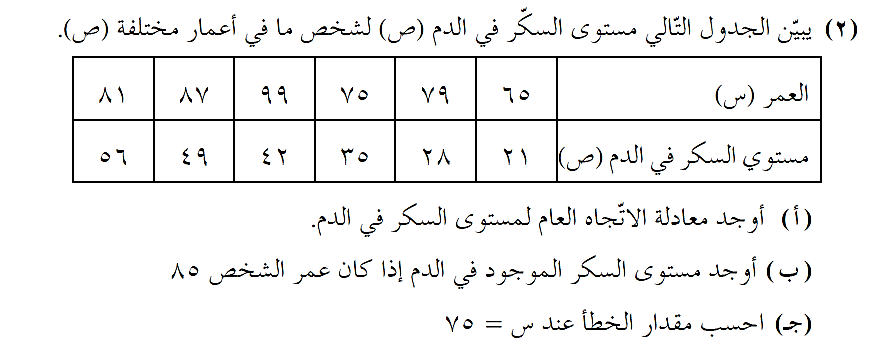 (٢) يبيّن الجدول التّالي مستوى السكّر في الدم (ص) لشخص ما في أعمار مختلفة (ص).
العمر (س) ٦٥ ٧٩ ٧٥ ٩٩ ٨٧ ٨١
مستوي السكر في الدم (ص) ٢١ ٢٨ ٣٥ ٤٢ ٤٩ ٥٦
(أ) أوجد معادلة الاتّجاه العام لمستوى السكر في الدم.
(ب) أوجد مستوى السكر الموجود في الدم إذا كان عمر الشخص ٨٥
(جـ) احسب مقدار الخطأ عند س = ٧٥